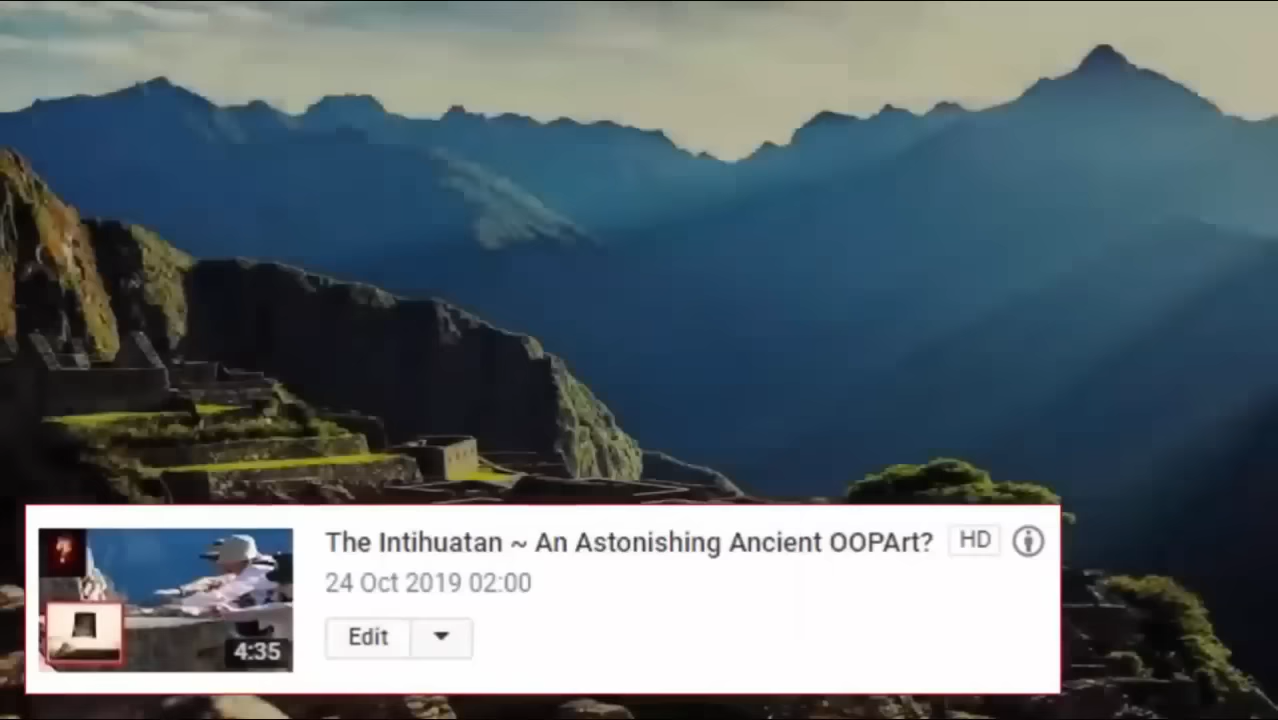 The Intihuatan ~ An Astonishing Ancient OOPArt? HD
24 Oct 2019 02:00
Edit
4:35